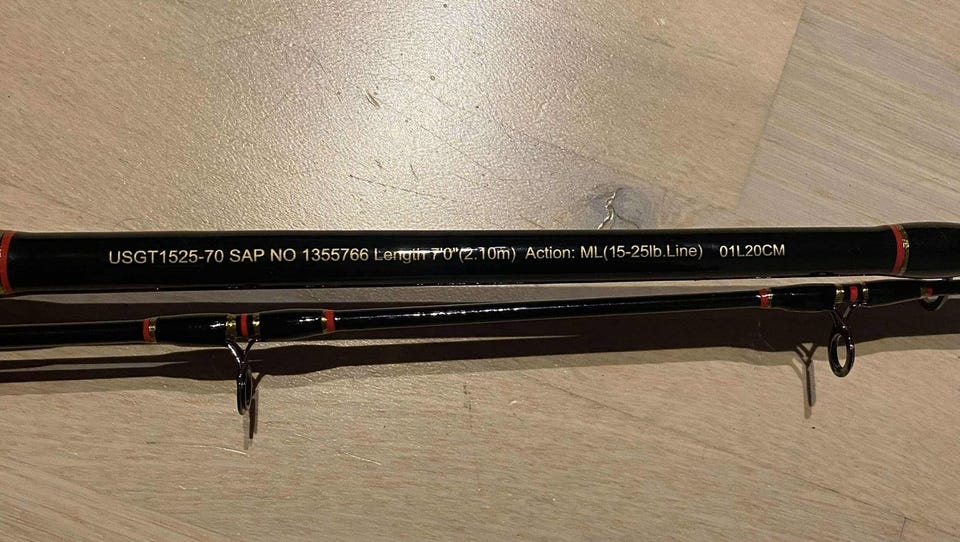 USGT1525-70 SAP NO 1355766 Length 7'0"(2.10m) Action: ML(15-25lb.Line) 01L20CM